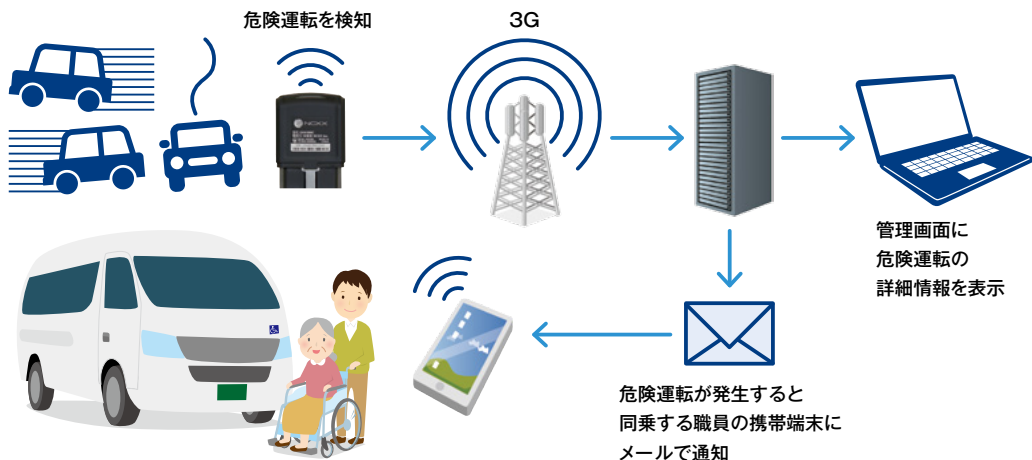 危険運転を検知
3G
NOXX
管理画面に
危険運転の
詳細情報を表示
危険運転が発生すると
同乗する職員の携帯端末に
メールで通知